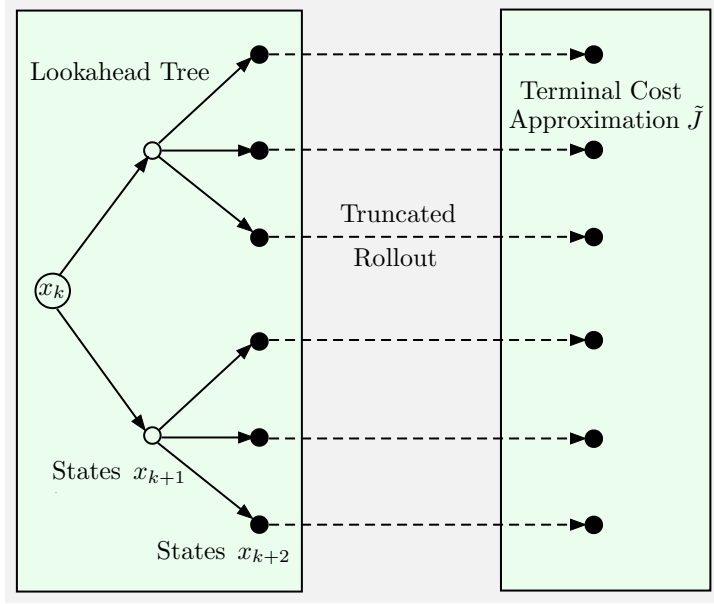 Lookahead Tree
Terminal Cost
Approximation J̃
Truncated
Rollout
x_k
States x_{k+1}
States x_{k+2}